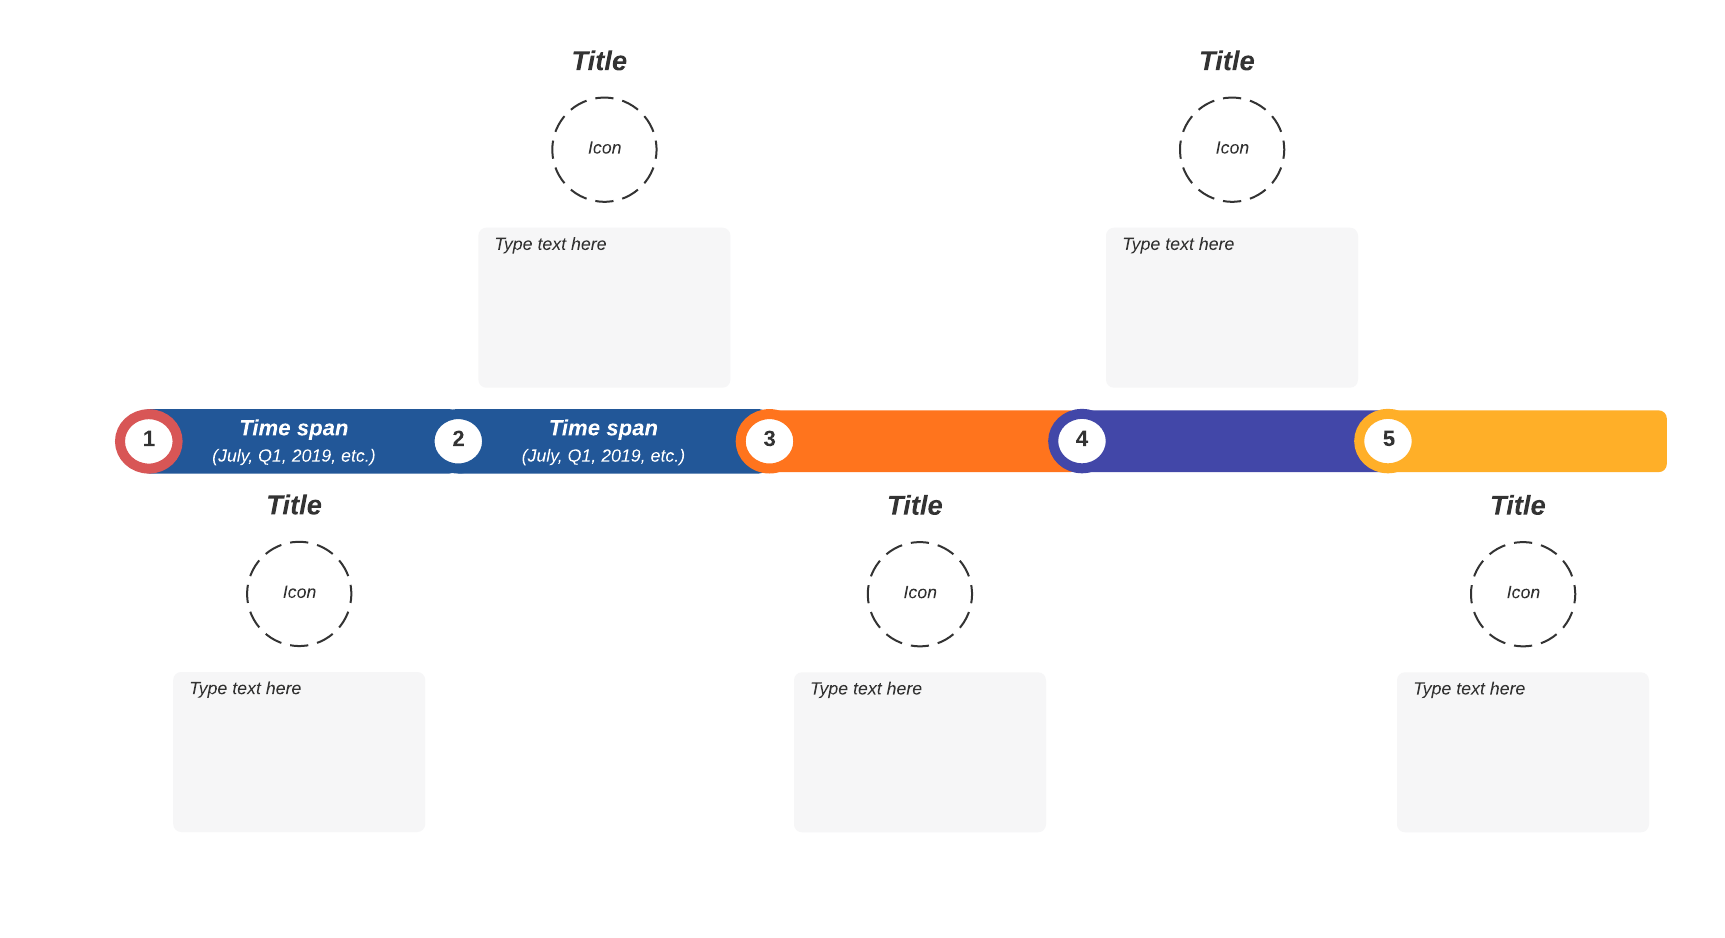 Title
Icon
Type text here
Title
Icon
Type text here
1
Time span
(July, Q1, 2019, etc.)
2
Time span
(July, Q1, 2019, etc.)
3
4
5
Title
Icon
Type text here
Title
Icon
Type text here
Title
Icon
Type text here